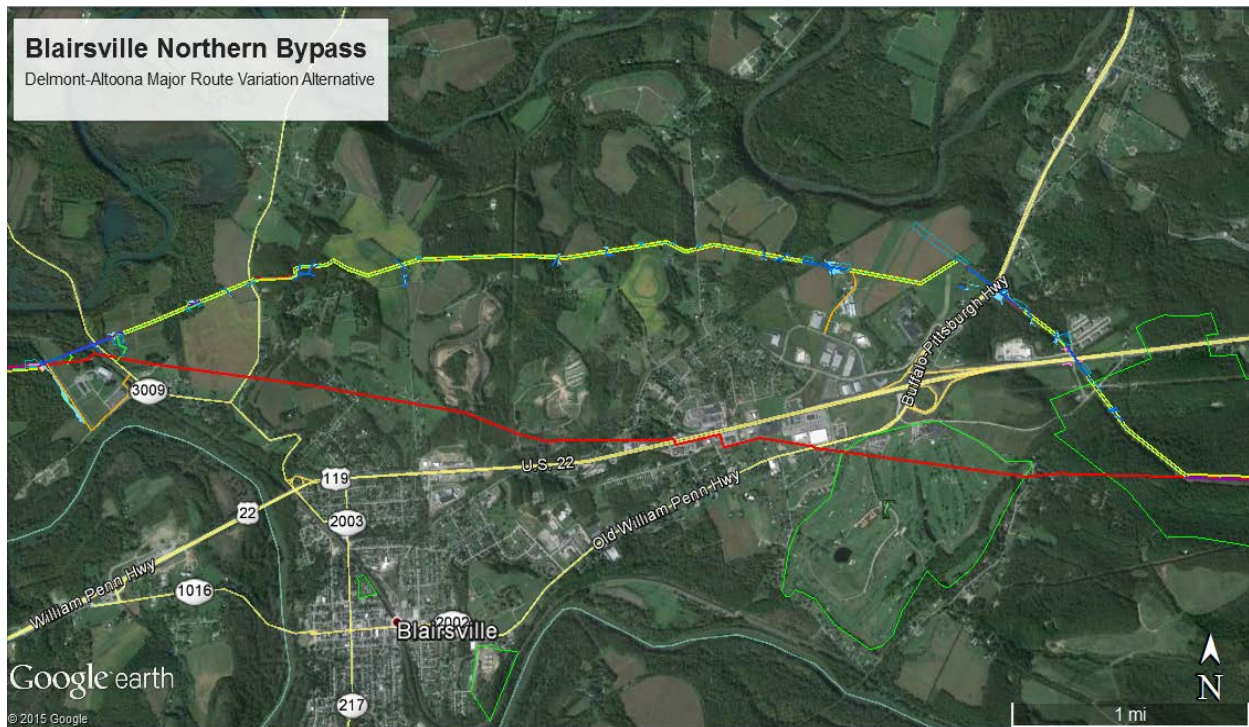 Blairsville Northern Bypass
Delmont-Altoona Major Route Variation Alternative
Buffalo-Pittsburgh Hwy
3009
U.S. 22
119
22
2003
Old William Penn Hwy
William Penn Hwy
1016
2002
Blairsville
217
Google earth
© 2015 Google
N
1 mi